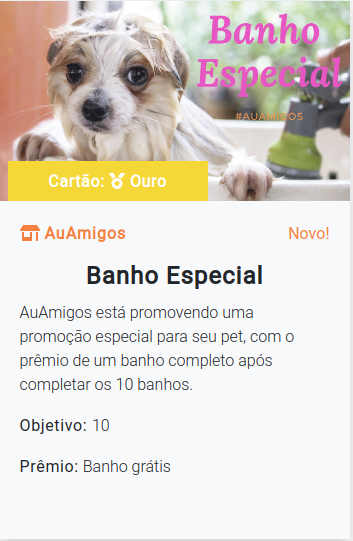 Banho
Especial
#AUAMIGOS
Cartão: Ouro
AuAmigos
Novo!
Banho Especial
AuAmigos está promovendo uma
promoção especial para seu pet, com o
prêmio de um banho completo após
completar os 10 banhos.
Objetivo: 10
Prêmio: Banho grátis